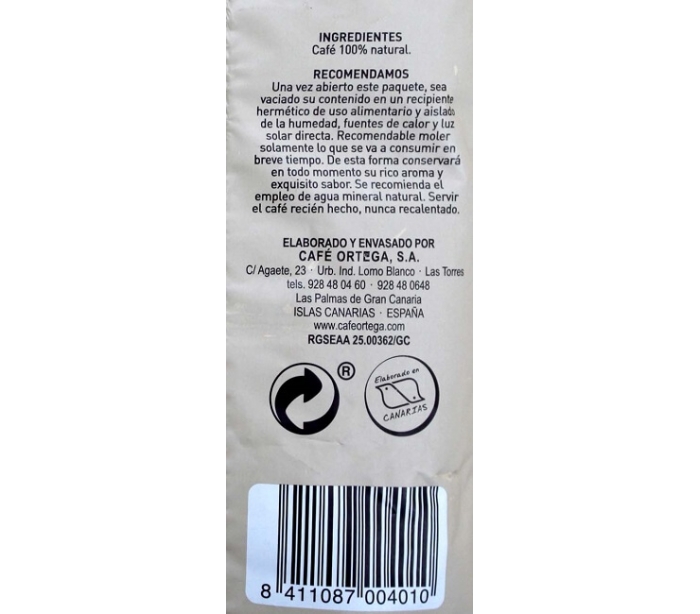 INGREDIENTES
Café 100% natural.
RECOMENDAMOS
Una vez abierto este paquete, sea
vaciado su contenido en un recipiente
hermético de uso alimentario y aislado
de la humedad, fuentes de calor y luz
solar directa. Recomendable moler
solamente lo que se va a consumir en
breve tiempo. De esta forma conservará
en todo momento su rico aroma y
exquisito sabor. Se recomienda el
empleo de agua mineral natural. Servir
el café recién hecho, nunca recalentado.
ELABORADO Y ENVASADO POR
CAFÉ ORTEGA, S.A.
C/ Agaete, 23 · Urb. Ind. Lomo Blanco · Las Torres
tels. 928 48 04 60 · 928 48 0648
Las Palmas de Gran Canaria
ISLAS CANARIAS · ESPAÑA
www.cafeortega.com
RGSEAA 25.00362/GC
®
Elaborado en
CANARIAS
8 411087 004010